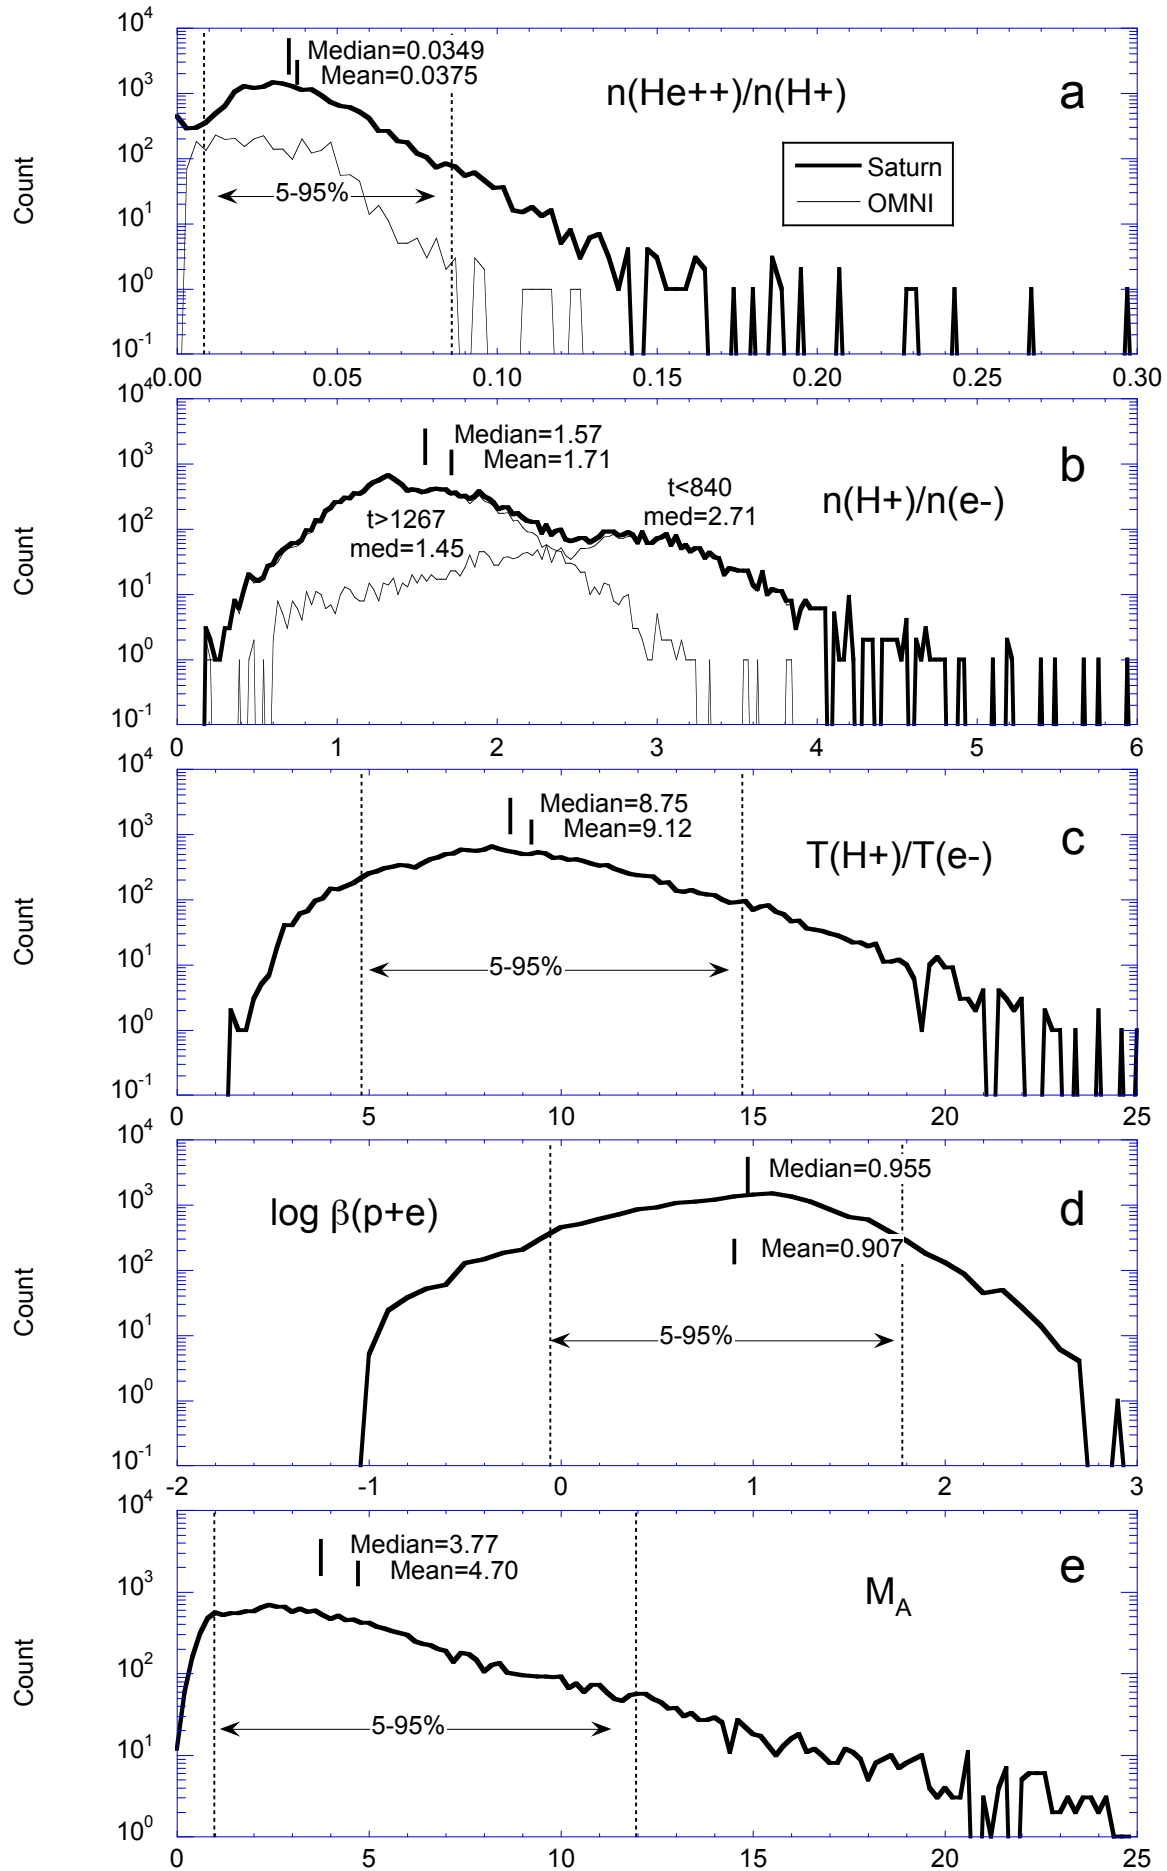 10^4
Median=0.0349
Mean=0.0375
n(He++)/n(H+)
a
10^3
Saturn
OMNI
10^2
5-95%
10^1
10^0
10^-1
Count
0.00 0.05 0.10 0.15 0.20 0.25 0.30
10^4
Median=1.57
Mean=1.71
b
10^3
t<840
med=2.71
n(H+)/n(e-)
t>1267
med=1.45
10^2
10^1
10^0
10^-1
Count
0 1 2 3 4 5 6
10^4
Median=8.75
Mean=9.12
c
T(H+)/T(e-)
10^3
10^2
5-95%
10^1
10^0
10^-1
Count
0 5 10 15 20 25
10^4
Median=0.955
log β(p+e)
d
10^3
Mean=0.907
10^2
5-95%
10^1
10^0
10^-1
Count
-2 -1 0 1 2 3
10^4
Median=3.77
Mean=4.70
e
M_A
10^3
10^2
5-95%
10^1
10^0
Count
0 5 10 15 20 25